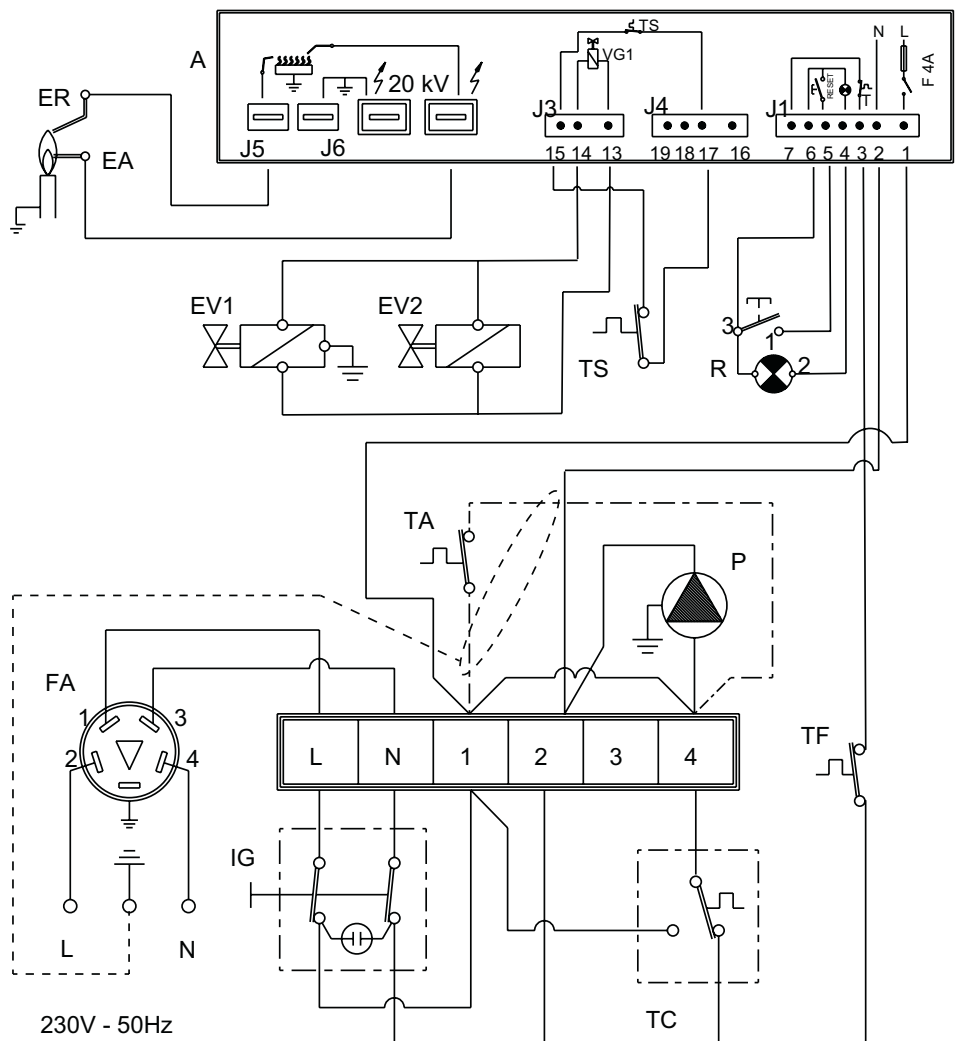 A
TS
VG1
N L
F 4A
RESET
20 kV
ER
EA
J5 J6
J3 J4 J1
15 14 13
19 18 17 16
7 6 5 4 3 2 1
EV1
EV2
TS
3
1
R
2
TA
P
FA
1 3
2 4
L N 1 2 3 4
TF
IG
L N
TC
230V - 50Hz